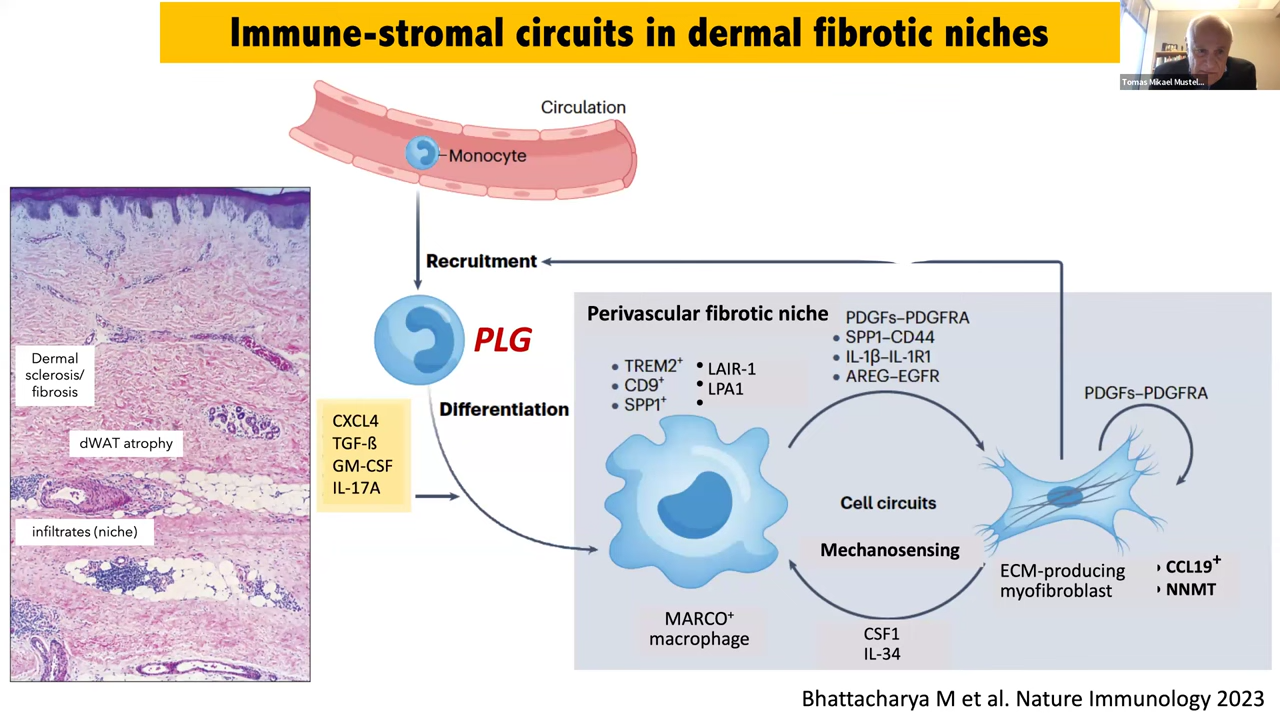 Immune-stromal circuits in dermal fibrotic niches
Tomas Mikael Mustel...
Circulation
Monocyte
Recruitment
PLG
Differentiation
CXCL4
TGF-ß
GM-CSF
IL-17A
Dermal
sclerosis/
fibrosis
dWAT atrophy
infiltrates (niche)
Perivascular fibrotic niche
• TREM2⁺
• CD9⁺
• SPP1⁺
• LAIR-1
• LPA1
•
PDGFs–PDGFRA
• SPP1–CD44
• IL-1β–IL-1R1
• AREG–EGFR
PDGFs–PDGFRA
Cell circuits
Mechanosensing
MARCO⁺
macrophage
CSF1
IL-34
ECM-producing
myofibroblast
• CCL19⁺
• NNMT
Bhattacharya M et al. Nature Immunology 2023